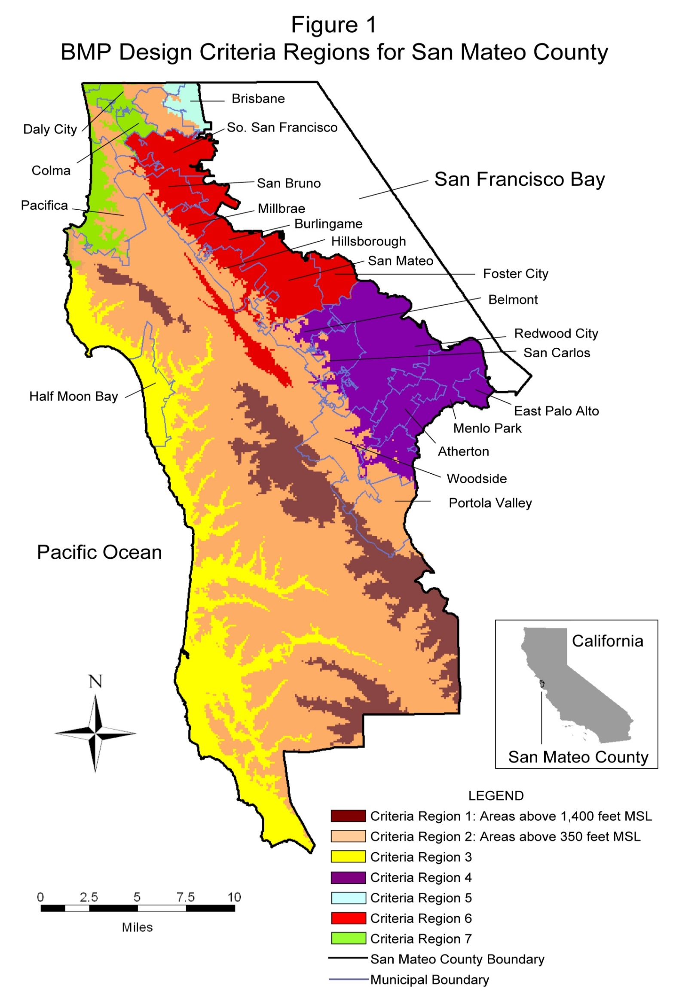 Figure 1
BMP Design Criteria Regions for San Mateo County
Brisbane
Daly City
So. San Francisco
Colma
San Bruno
San Francisco Bay
Pacifica
Millbrae
Burlingame
Hillsborough
San Mateo
Foster City
Belmont
Redwood City
San Carlos
Half Moon Bay
East Palo Alto
Menlo Park
Atherton
Woodside
Portola Valley
Pacific Ocean
California
San Mateo County
N
LEGEND
Criteria Region 1: Areas above 1,400 feet MSL
Criteria Region 2: Areas above 350 feet MSL
Criteria Region 3
Criteria Region 4
Criteria Region 5
Criteria Region 6
Criteria Region 7
San Mateo County Boundary
Municipal Boundary
0 2.5 5 7.5 10
Miles